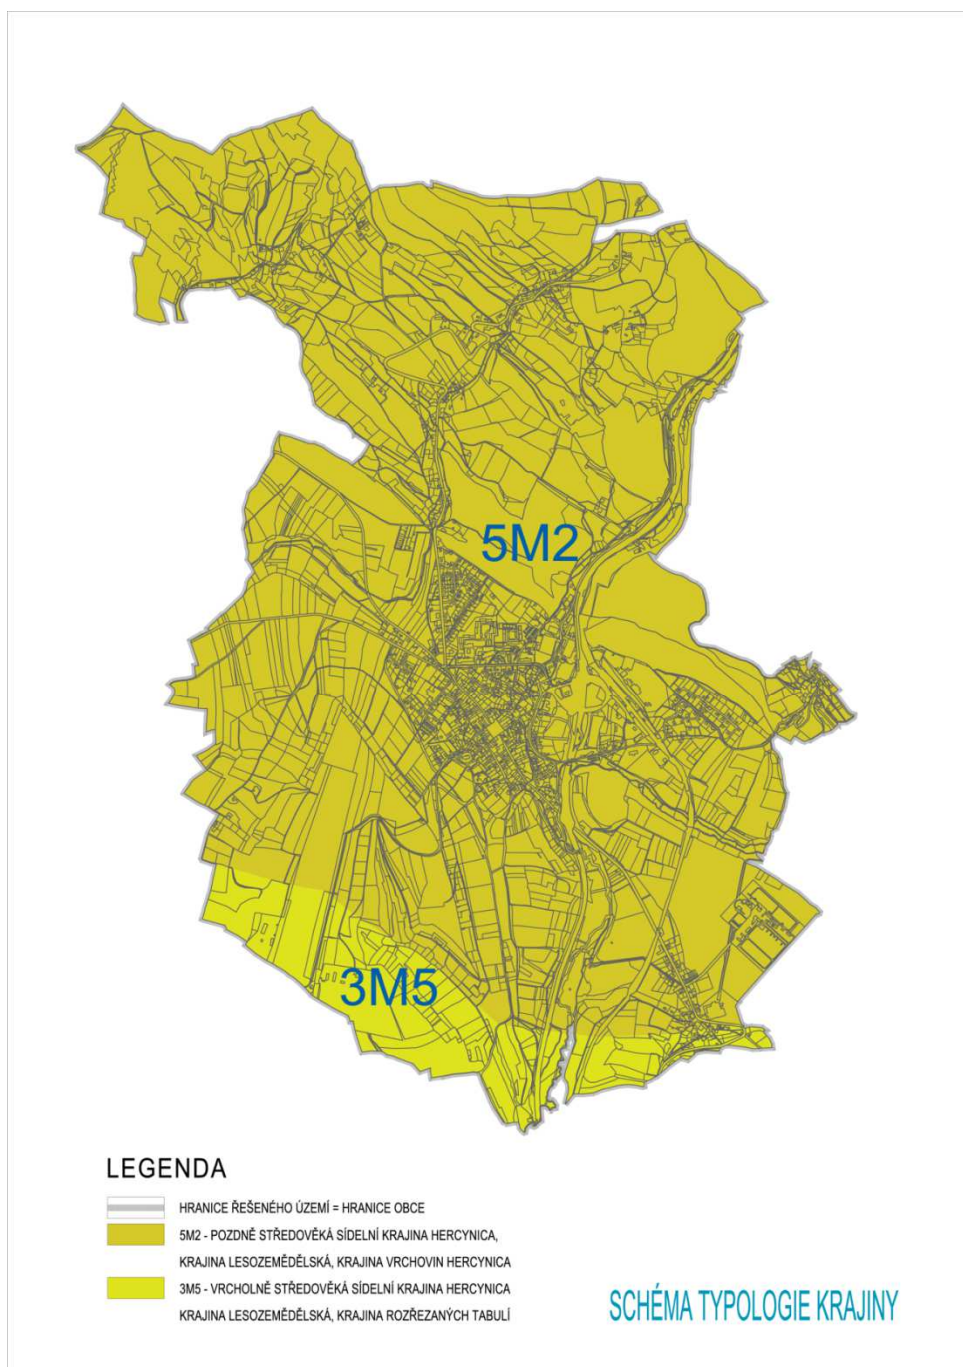 5M2
3M5
LEGENDA
HRANICE ŘEŠENÉHO ÚZEMÍ = HRANICE OBCE
5M2 - POZDNĚ STŘEDOVĚKÁ SÍDELNÍ KRAJINA HERCYNICA,
KRAJINA LESOZEMĚDĚLSKÁ, KRAJINA VRCHOVIN HERCYNICA
3M5 - VRCHOLNĚ STŘEDOVĚKÁ SÍDELNÍ KRAJINA HERCYNICA
KRAJINA LESOZEMĚDĚLSKÁ, KRAJINA ROZŘEZANÝCH TABULÍ
SCHÉMA TYPOLOGIE KRAJINY